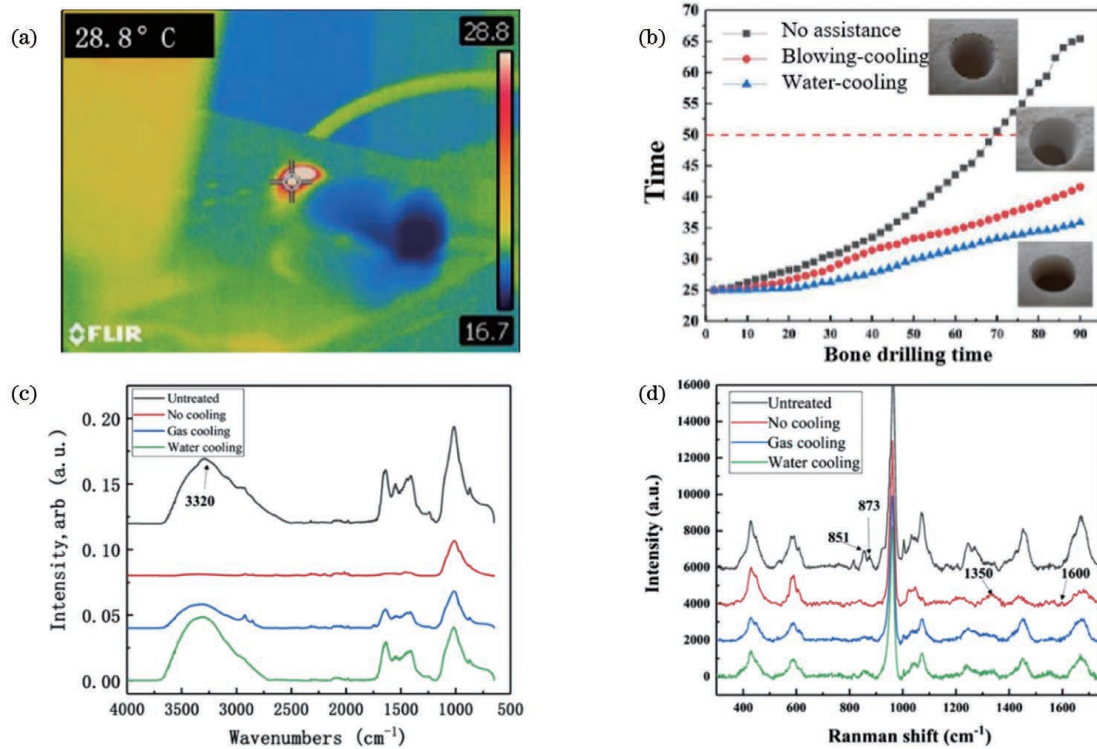 (a)
28.8° C
28.8
16.7
FLIR
(b)
No assistance
Blowing-cooling
Water-cooling
Time
70
65
60
55
50
45
40
35
30
25
20
0
10
20
30
40
50
60
70
80
90
Bone drilling time
(c)
Untreated
No cooling
Gas cooling
Water cooling
3320
Intensity, arb (a. u.)
0.20
0.15
0.10
0.05
0.00
4000
3500
3000
2500
2000
1500
1000
500
Wavenumbers (cm⁻¹)
(d)
Untreated
No cooling
Gas cooling
Water cooling
851
873
1350
1600
Intensity (a.u.)
16000
14000
12000
10000
8000
6000
4000
2000
0
400
600
800
1000
1200
1400
1600
Ranman shift (cm⁻¹)